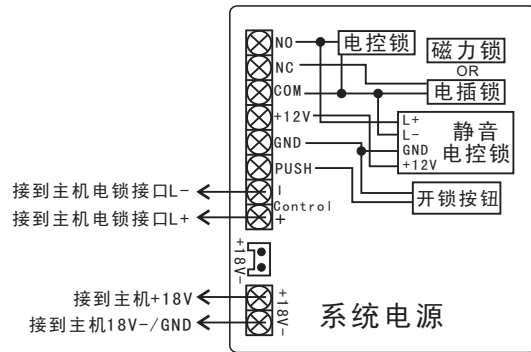 NO
电控锁
磁力锁
NC
OR
COM
电插锁
+12V
L+
L-
GND
+12V
静音
电控锁
GND
PUSH
开锁按钮
接到主机电锁接口L-
-
Control
接到主机电锁接口L+
+
+18V-
接到主机+18V
接到主机18V-/GND
+18V-
系统电源